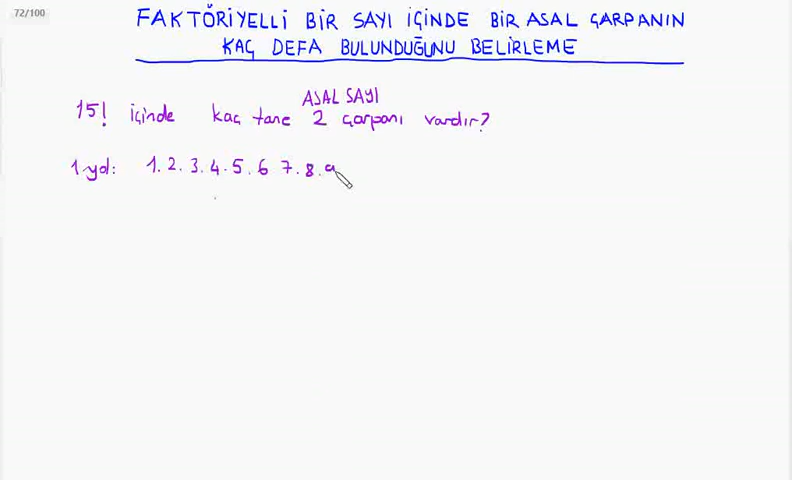 72/100
FAKTÖRİYELLİ BİR SAYI İÇİNDE BİR ASAL ÇARPANIN
KAÇ DEFA BULUNDUĞUNU BELİRLEME
ASAL SAYI
15! içinde kaç tane 2 çarpanı vardır?
1.yol: 1.2.3.4.5.6 7.8.9